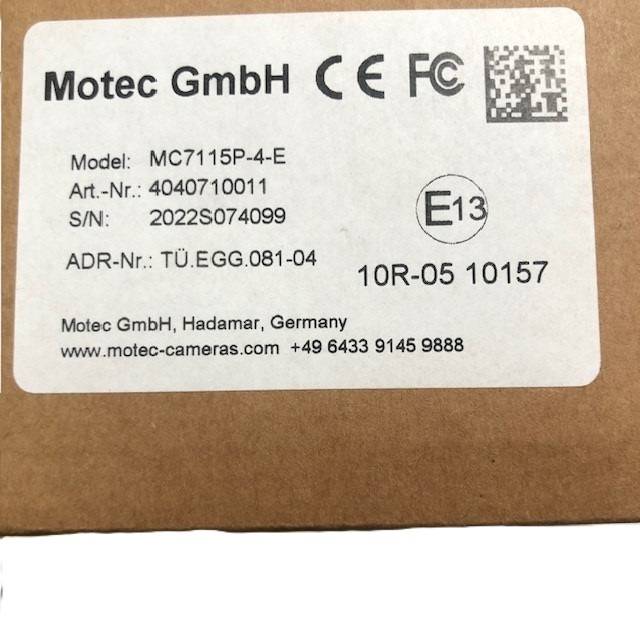 Motec GmbH CE FC
Model: MC7115P-4-E
Art.-Nr.: 4040710011
S/N: 2022S074099
E13
ADR-Nr.: TÜ.EGG.081-04
10R-05 10157
Motec GmbH, Hadamar, Germany
www.motec-cameras.com +49 6433 9145 9888